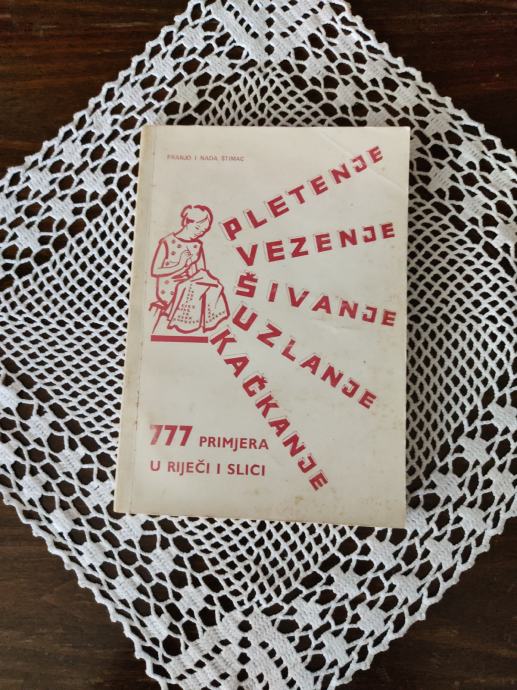 FRANJO I NADA ŠTIMAC
PLETENJE
VEZENJE
ŠIVANJE
UZLANJE
KAČKANJE
777 PRIMJERA
U RIJEČI I SLICI